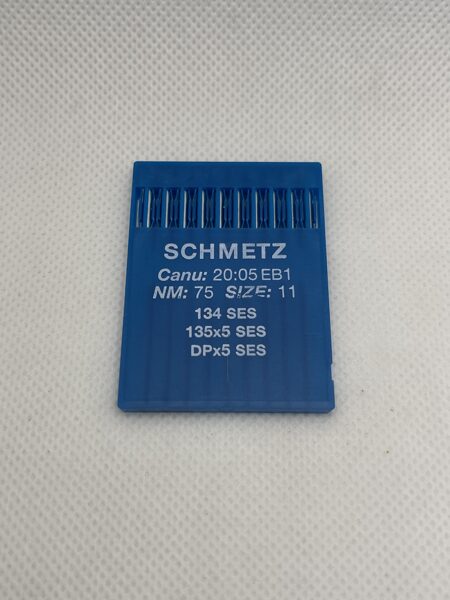 SCHMETZ
Canu: 20:05 EB1
NM: 75 SIZE: 11
134 SES
135x5 SES
DPx5 SES